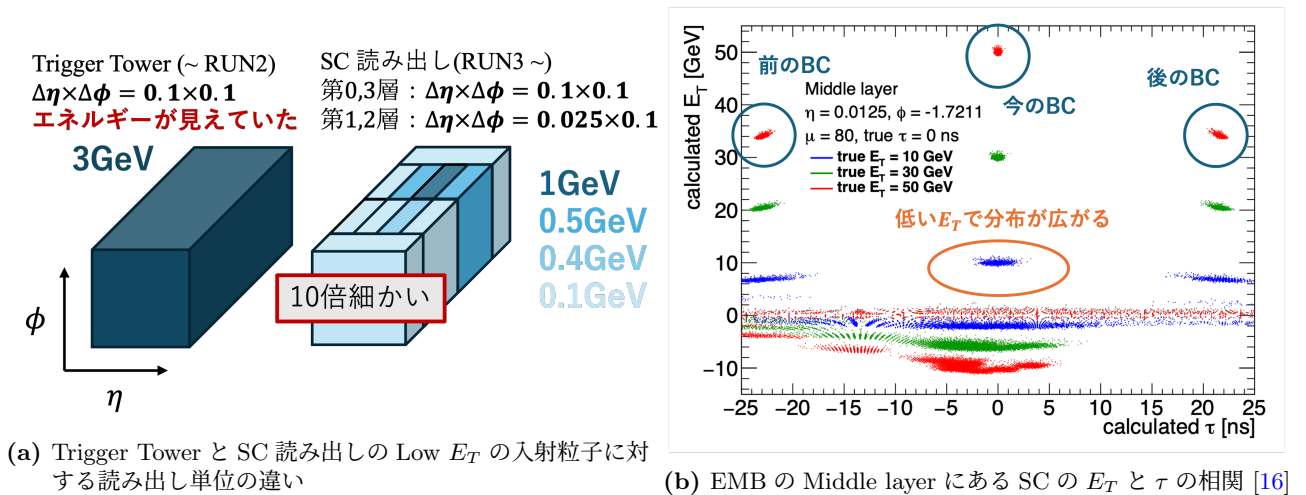 Trigger Tower (~ RUN2)
Δη×Δϕ = 0.1×0.1
エネルギーが見えていた
3GeV
SC 読み出し(RUN3 ~)
第0,3層：Δη×Δϕ = 0.1×0.1
第1,2層：Δη×Δϕ = 0.025×0.1
1GeV
0.5GeV
0.4GeV
0.1GeV
10倍細かい
ϕ
η
(a) Trigger Tower と SC 読み出しの Low E_T の入射粒子に対
する読み出し単位の違い
calculated E_T [GeV]
50
40
30
20
10
0
−10
前のBC
今のBC
後のBC
Middle layer
η = 0.0125, ϕ = -1.7211
μ = 80, true τ = 0 ns
true E_T = 10 GeV
true E_T = 30 GeV
true E_T = 50 GeV
低いE_Tで分布が広がる
−25 −20 −15 −10 −5 0 5 10 15 20 25
calculated τ [ns]
(b) EMB の Middle layer にある SC の E_T と τ の相関 [16]